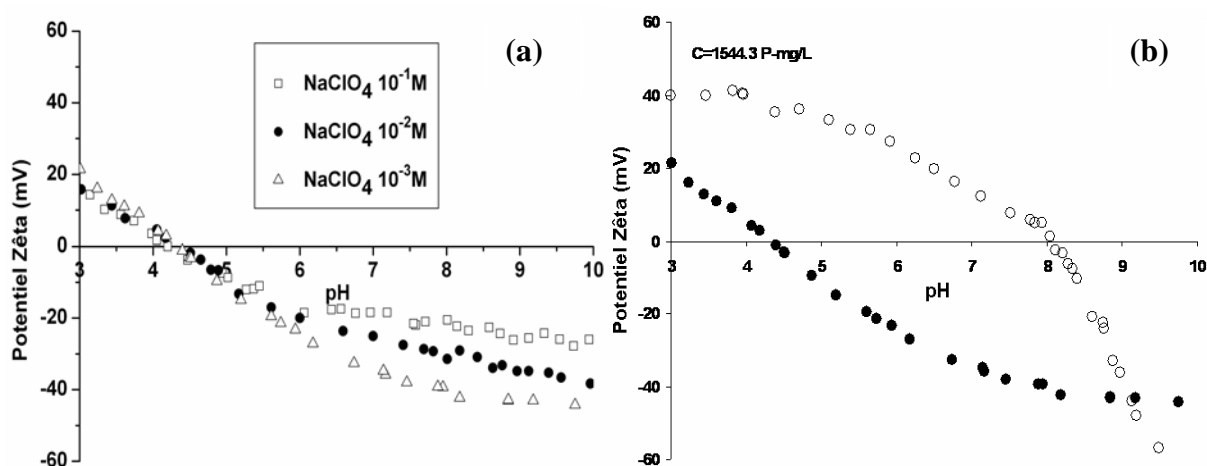 (a)
60
40
20
0
-20
-40
-60
Potentiel Zêta (mV)
NaClO4 10-1M
NaClO4 10-2M
NaClO4 10-3M
3 4 5 6 7 8 9 10
pH
(b)
C=1544.3 P-mg/L
60
40
20
0
-20
-40
-60
Potentiel Zêta (mV)
3 4 5 6 7 8 9 10
pH